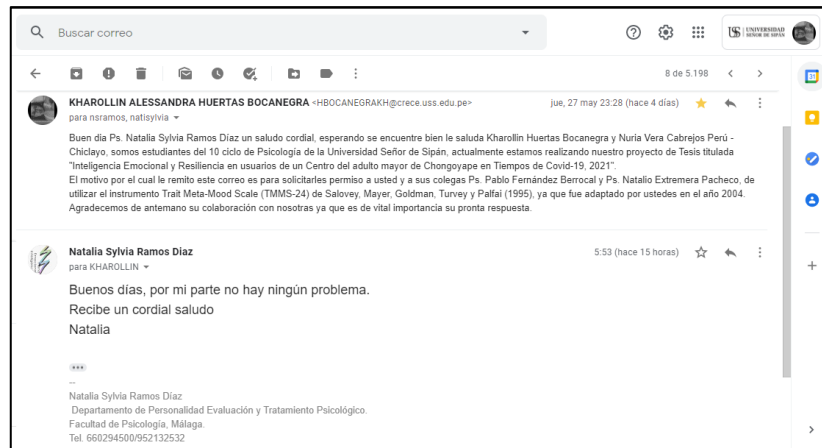 Buscar correo
US UNIVERSIDAD
SEÑOR DE SIPÁN
8 de 5.198
31
KHAROLLIN ALESSANDRA HUERTAS BOCANEGRA <HBOCANEGRAKH@crece.uss.edu.pe>
jue, 27 may 23:28 (hace 4 días)
para nsramos, natisylvia
Buen dia Ps. Natalia Sylvia Ramos Díaz un saludo cordial, esperando se encuentre bien le saluda Kharollin Huertas Bocanegra y Nuria Vera Cabrejos Perú -
Chiclayo, somos estudiantes del 10 ciclo de Psicología de la Universidad Señor de Sipán, actualmente estamos realizando nuestro proyecto de Tesis titulada
"Inteligencia Emocional y Resiliencia en usuarios de un Centro del adulto mayor de Chongoyape en Tiempos de Covid-19, 2021".
El motivo por el cual le remito este correo es para solicitarles permiso a usted y a sus colegas Ps. Pablo Fernández Berrocal y Ps. Natalio Extremera Pacheco, de
utilizar el instrumento Trait Meta-Mood Scale (TMMS-24) de Salovey, Mayer, Goldman, Turvey y Palfai (1995), ya que fue adaptado por ustedes en el año 2004.
Agradecemos de antemano su colaboración con nosotras ya que es de vital importancia su pronta respuesta.
Natalia Sylvia Ramos Diaz
5:53 (hace 15 horas)
para KHAROLLIN
Buenos días, por mi parte no hay ningún problema.
Recibe un cordial saludo
Natalia
--
Natalia Sylvia Ramos Díaz
Departamento de Personalidad Evaluación y Tratamiento Psicológico.
Facultad de Psicología, Málaga.
Tel. 660294500/952132532